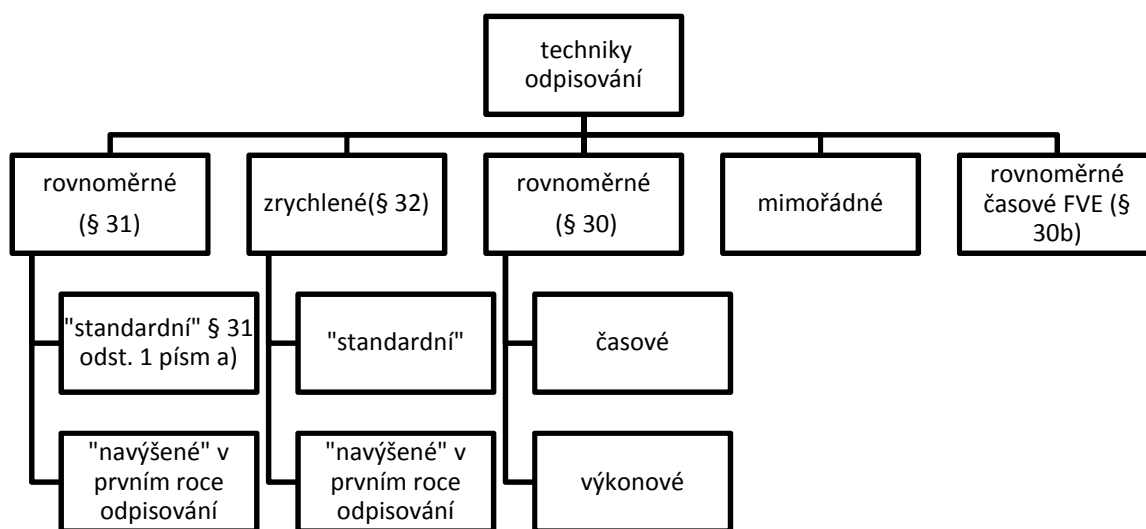 techniky
odpisování
rovnoměrné
(§ 31)
zrychlené(§ 32)
rovnoměrné
(§ 30)
mimořádné
rovnoměrné
časové FVE (§
30b)
"standardní" § 31
odst. 1 písm a)
"standardní"
časové
"navýšené" v
prvním roce
odpisování
"navýšené" v
prvním roce
odpisování
výkonové